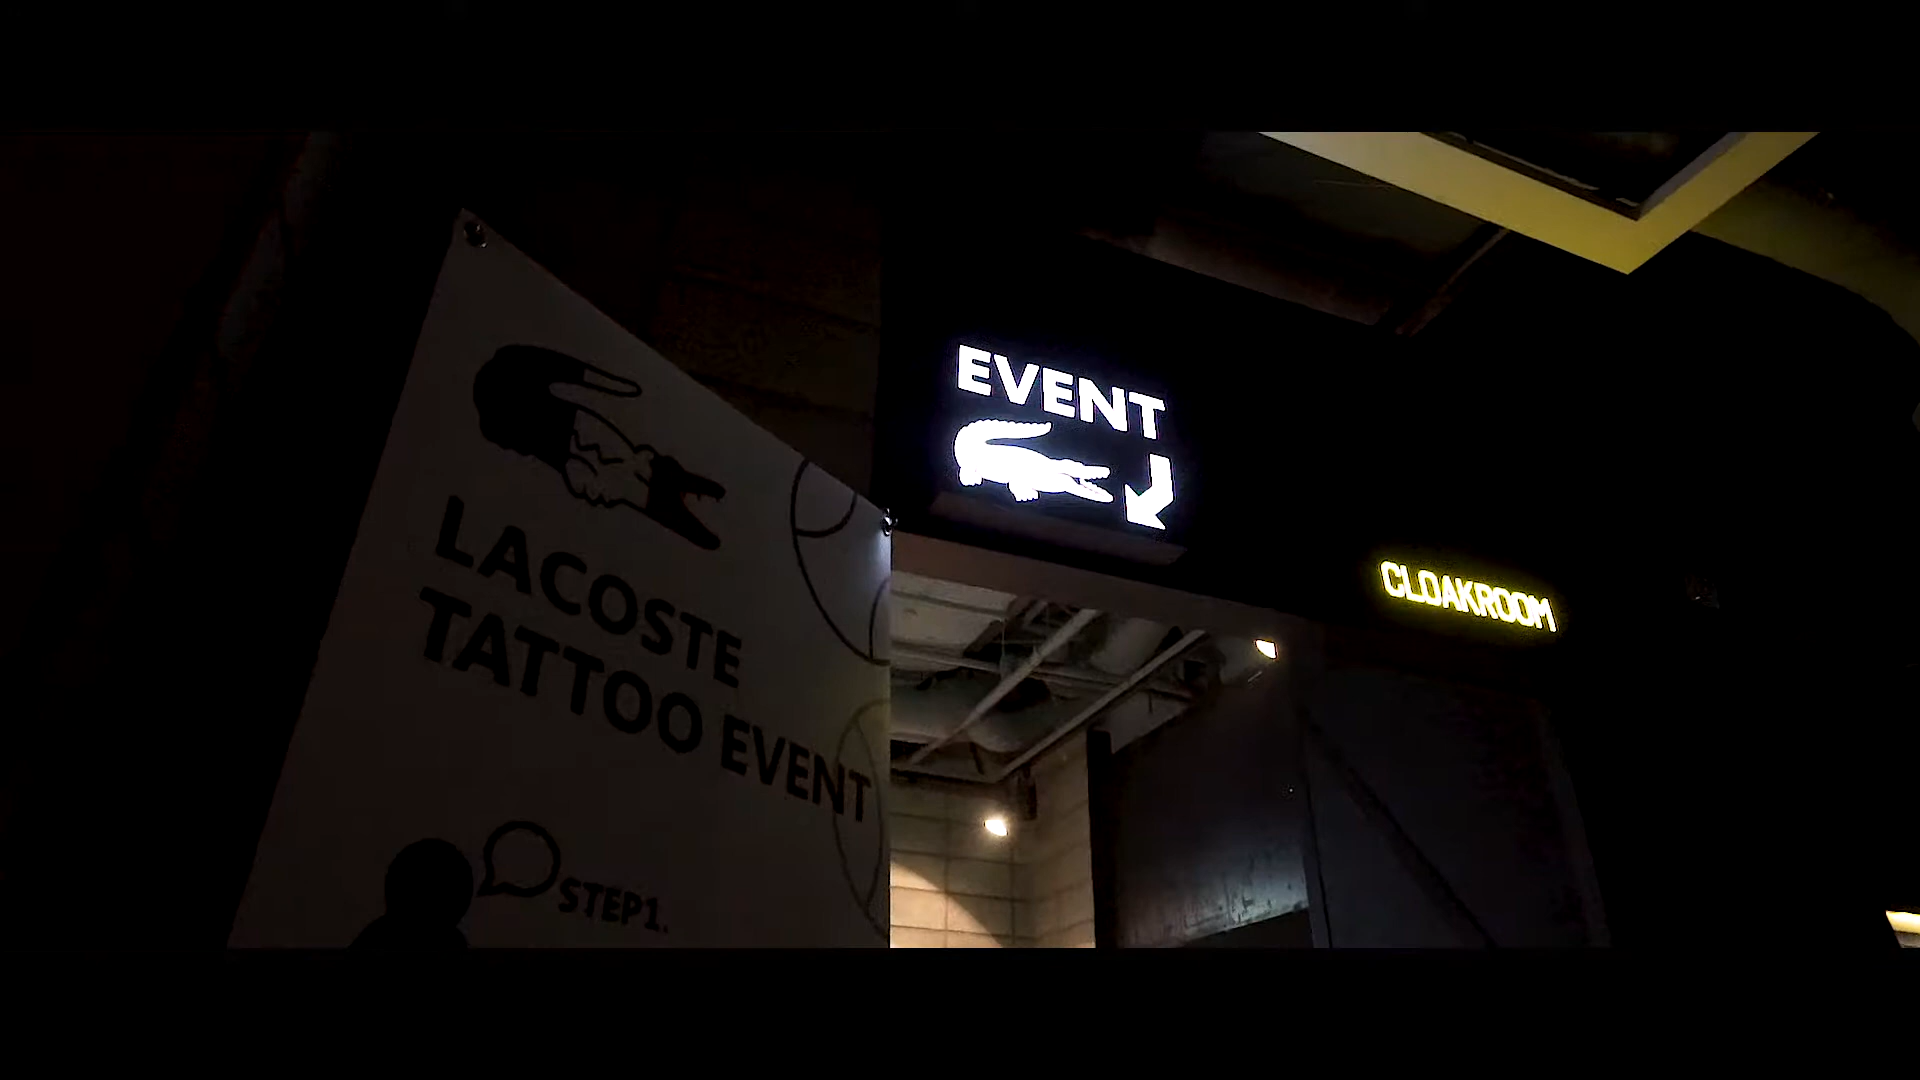 LACOSTE
TATTOO EVENT
STEP1.
EVENT
CLOAKROOM